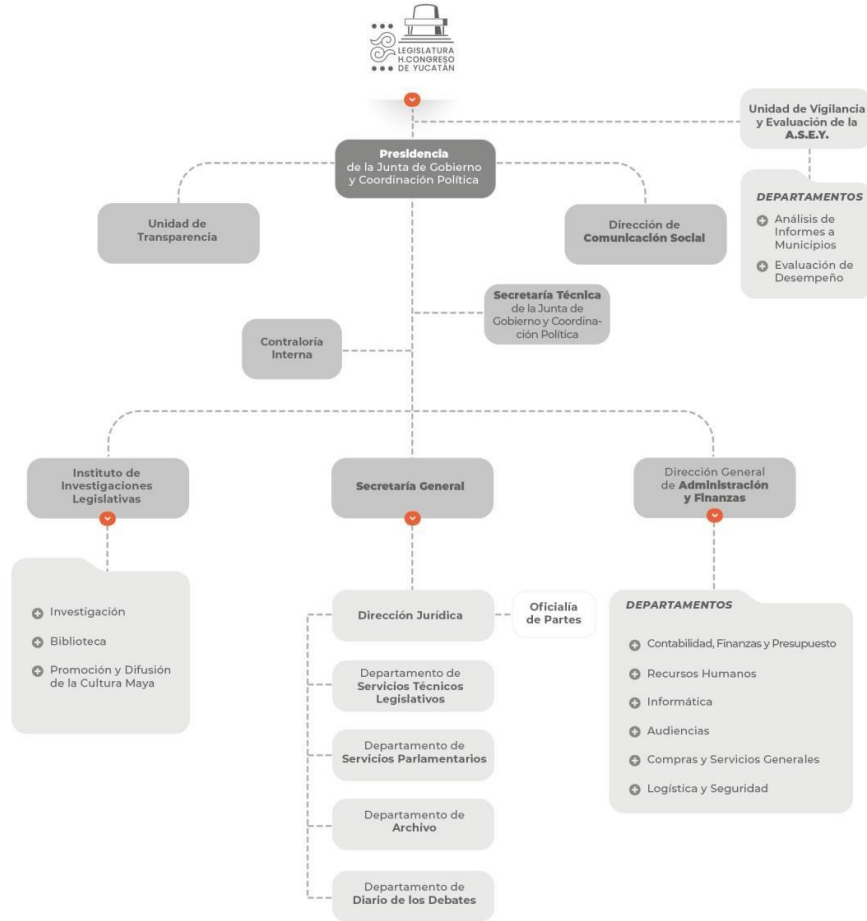 LEGISLATURA
H.CONGRESO
DE YUCATÁN
Unidad de Vigilancia
y Evaluación de la
A.S.E.Y.
Presidencia
de la Junta de Gobierno
y Coordinación Política
DEPARTAMENTOS
Análisis de
Informes a
Municipios
Evaluación de
Desempeño
Unidad de
Transparencia
Dirección de
Comunicación Social
Secretaría Técnica
de la Junta de
Gobierno y Coordina-
ción Política
Contraloría
Interna
Instituto de
Investigaciones
Legislativas
Secretaría General
Dirección General
de Administración
y Finanzas
Investigación
Biblioteca
Promoción y Difusión
de la Cultura Maya
Dirección Jurídica
Oficialía
de Partes
Departamento de
Servicios Técnicos
Legislativos
Departamento de
Servicios Parlamentarios
Departamento de
Archivo
Departamento de
Diario de los Debates
DEPARTAMENTOS
Contabilidad, Finanzas y Presupuesto
Recursos Humanos
Informática
Audiencias
Compras y Servicios Generales
Logística y Seguridad